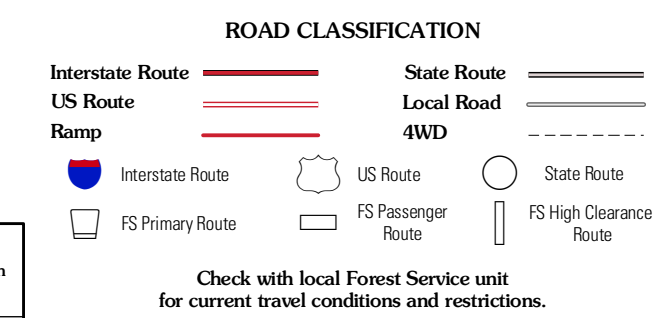 ROAD CLASSIFICATION
Interstate Route
State Route
US Route
Local Road
Ramp
4WD
Interstate Route
US Route
State Route
FS Primary Route
FS Passenger
Route
FS High Clearance
Route
Check with local Forest Service unit
for current travel conditions and restrictions.